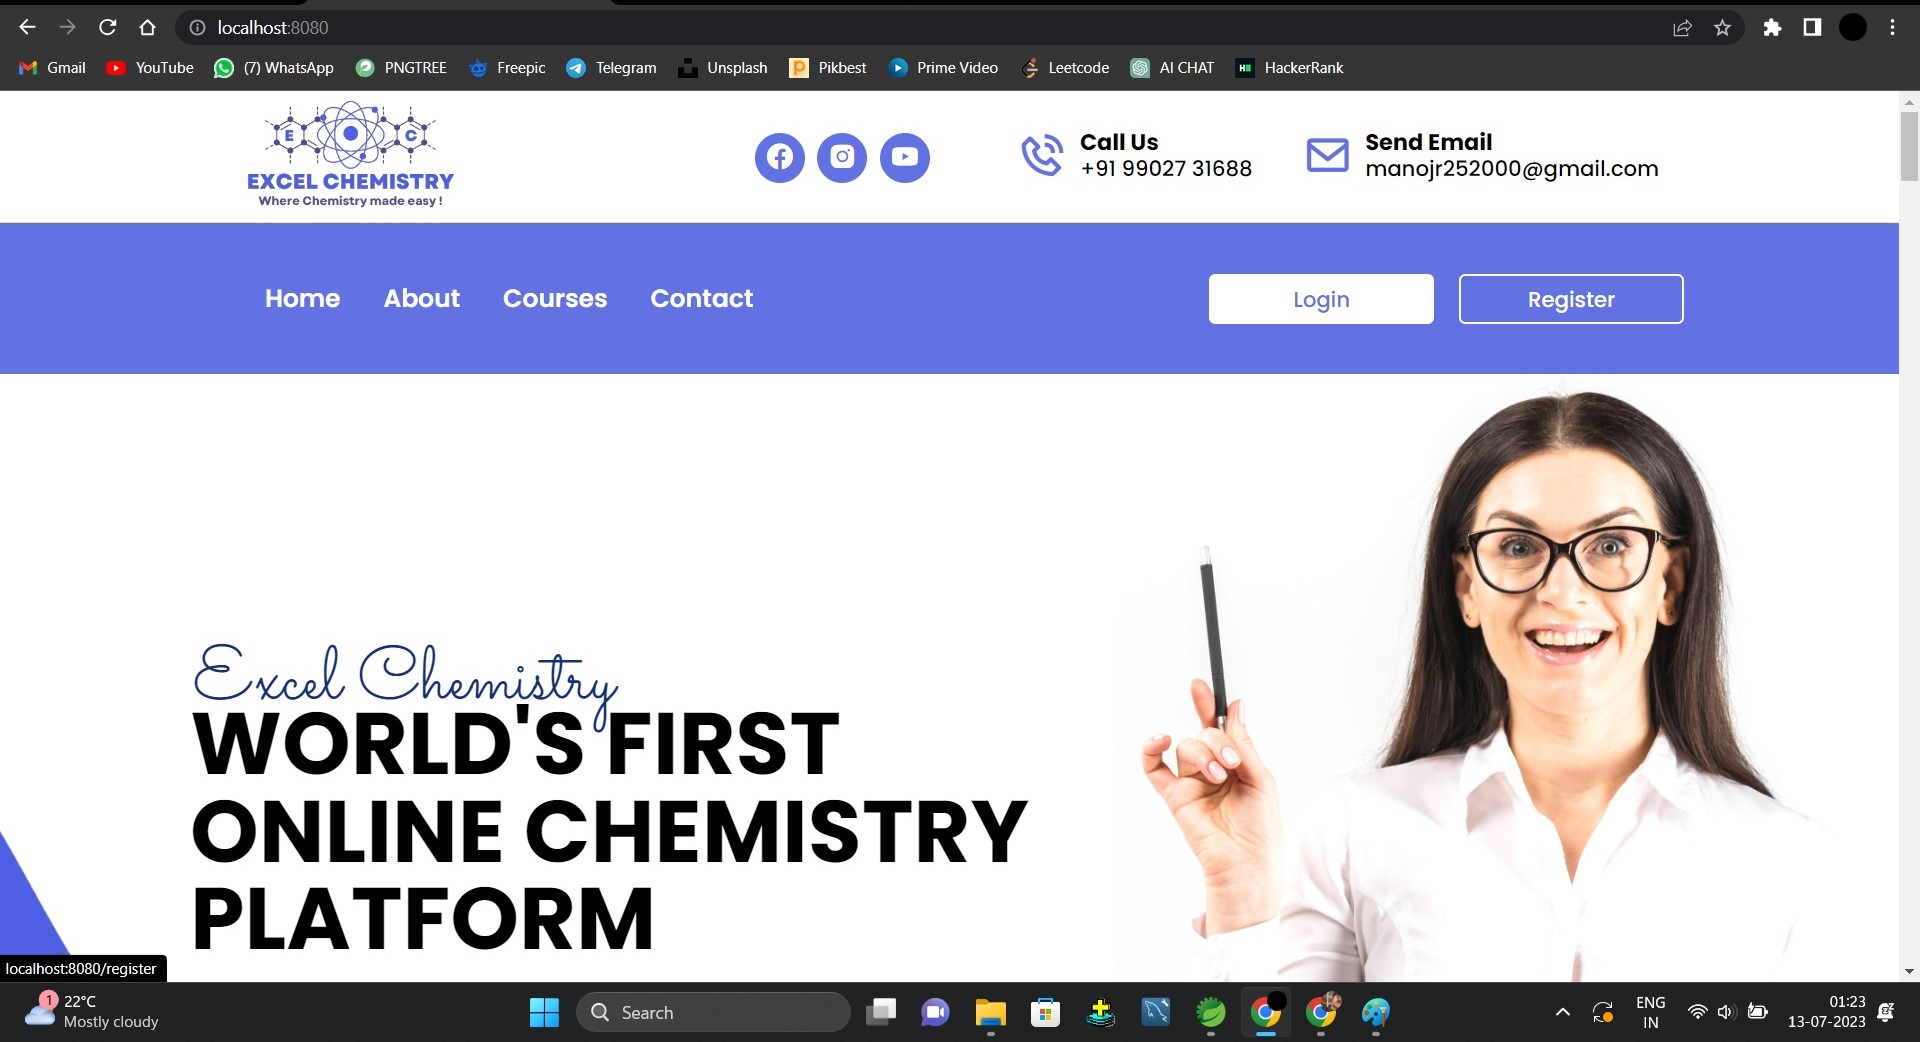 localhost:8080
Gmail YouTube (7) WhatsApp PNGTREE Freepic Telegram Unsplash Pikbest Prime Video Leetcode AI CHAT HackerRank
E C
EXCEL CHEMISTRY
Where Chemistry made easy !
Call Us
+91 99027 31688
Send Email
manojr252000@gmail.com
Home About Courses Contact Login Register
Excel Chemistry
WORLD'S FIRST
ONLINE CHEMISTRY
PLATFORM
localhost:8080/register
1
22°C
Mostly cloudy
Search
ENG
IN
01:23
13-07-2023